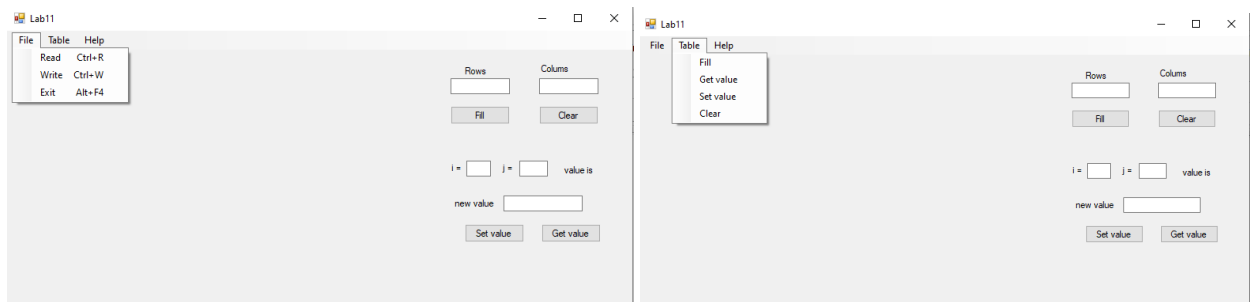 Lab11
File Table Help
Read Ctrl+R
Write Ctrl+W
Exit Alt+F4
Rows Colums
Fill Clear
i = j = value is
new value
Set value Get value
Lab11
File Table Help
Fill
Get value
Set value
Clear
Rows Colums
Fill Clear
i = j = value is
new value
Set value Get value